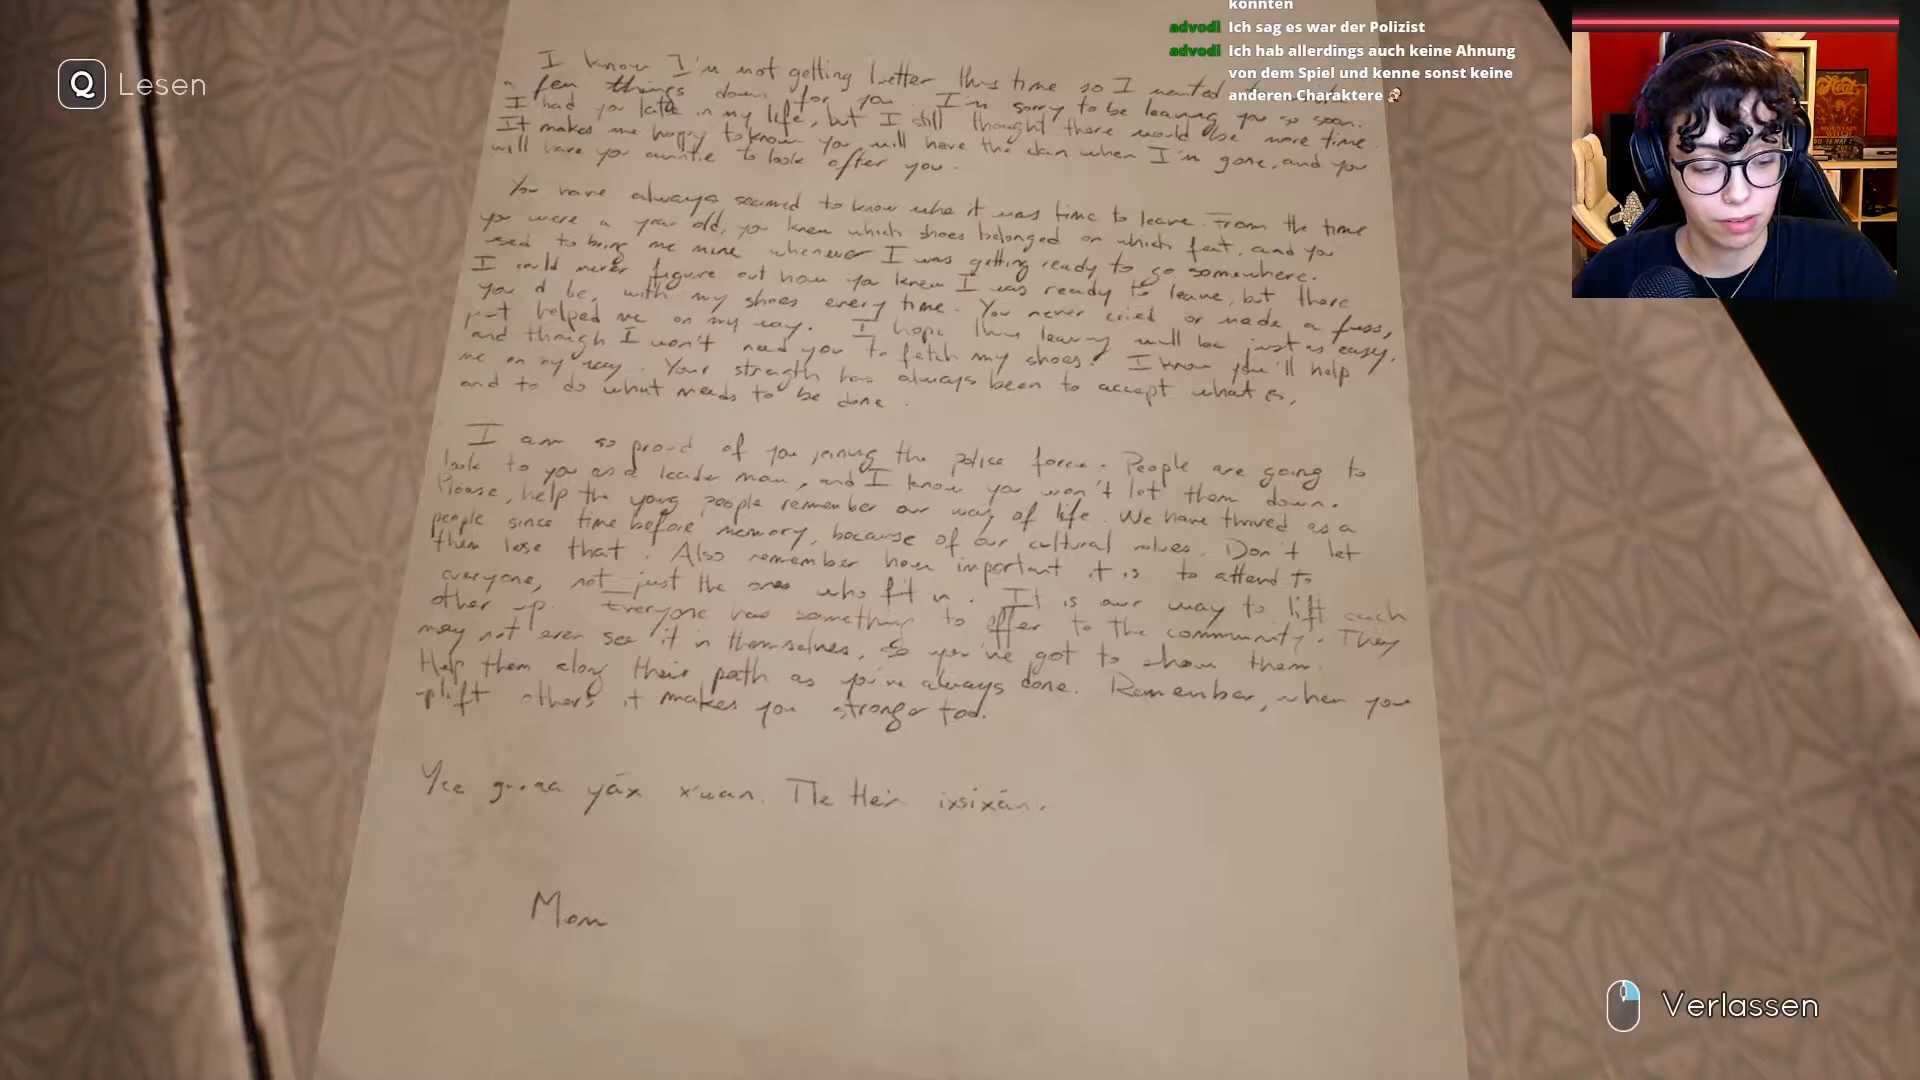 Q Lesen
konnten
advodi Ich sag es war der Polizist
advodi Ich hab allerdings auch keine Ahnung
von dem Spiel und kenne sonst keine
anderen Charaktere
I know I'm not getting better this time so I wanted
a few things down for you. I'm sorry to be leaving you so soon.
I had you late in my life, but I still thought there would be more time.
It makes me happy to know you will have the clan when I'm gone, and you
will have you auntie to look after you.
You have always seemed to know whe it was time to leave. From the time
you were a year old, you knew which shoes belonged on which feet, and you
used to bring me mine whenever I was getting ready to go somewhere.
I could never figure out how you knew I was ready to leave, but there
you'd be, with my shoes every time. You never cried or made a fuss,
just helped me on my way. I hope this leaving will be just as easy,
and though I won't need you to fetch my shoes. I know you'll help
me on my way. Your strength has always been to accept what is,
and to do what needs to be done.
I am so proud of you joining the police force. People are going to
look to you as a leader man, and I know you won't let them down.
Please, help the young people remember our way of life. We have thrived as a
people since time before memory, because of our cultural values. Don't let
them lose that. Also remember how important it is to attend to
everyone, not just the ones who fit in. It is our way to lift each
other up. Everyone has something to offer to the community. They
may not even see it in themselves, so you've got to show them.
Help them along their path as you've always done. Remember, when you
uplift others it makes you stronger too.
Yee yáx x'wan. ixsixán.
Mom
Verlassen